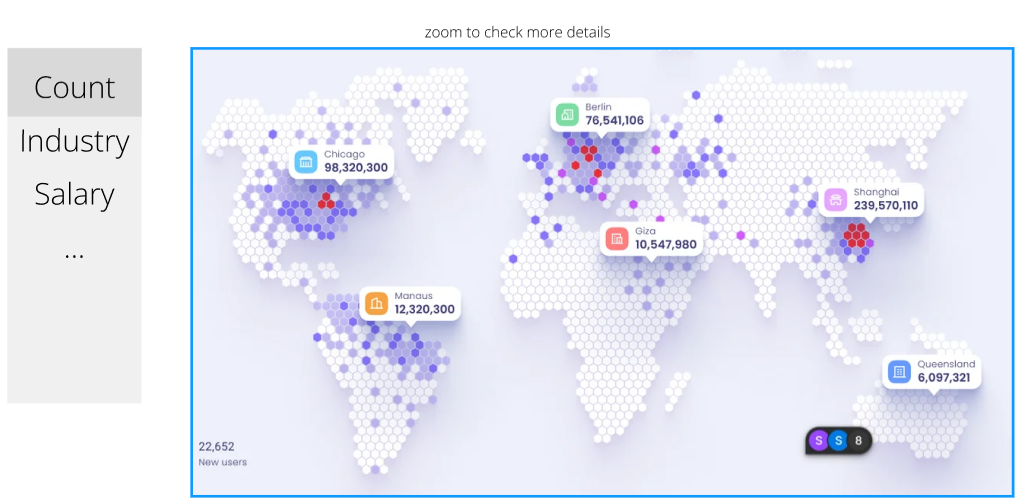 zoom to check more details
Count
Industry
Salary
...
Berlin
76,541,106
Chicago
98,320,300
Shanghai
239,570,110
Giza
10,547,980
Manaus
12,320,300
Queensland
6,097,321
S S 8
22,652
New users